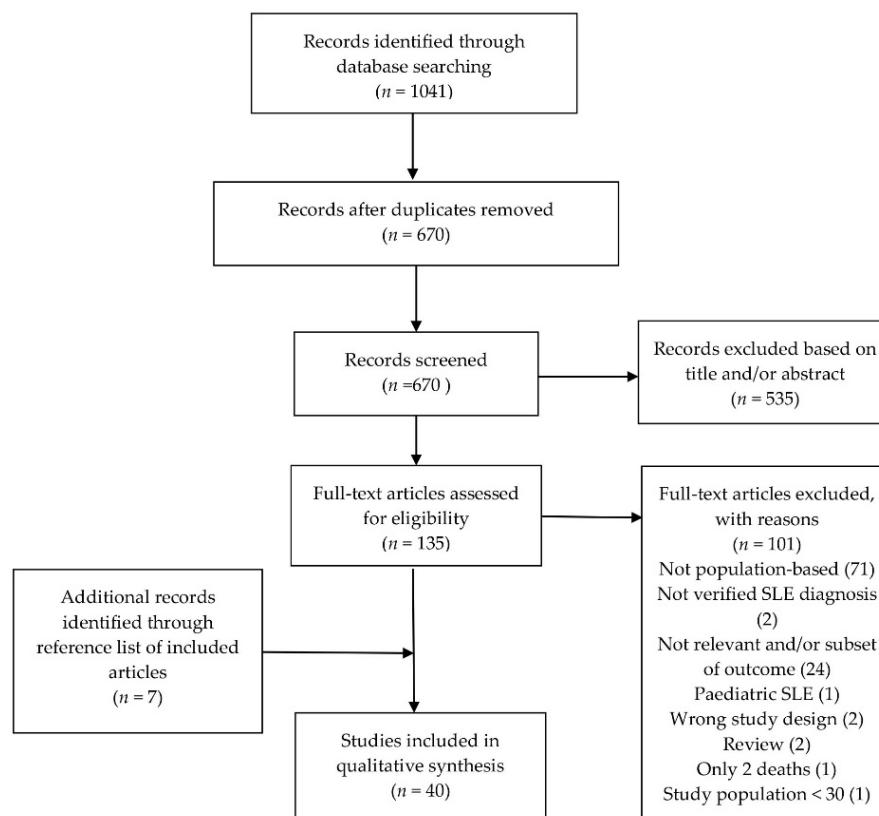 Records identified through
database searching
(n = 1041)
Records after duplicates removed
(n = 670)
Records screened
(n =670 )
Records excluded based on
title and/or abstract
(n = 535)
Full-text articles assessed
for eligibility
(n = 135)
Full-text articles excluded,
with reasons
(n = 101)
Not population-based (71)
Not verified SLE diagnosis
(2)
Not relevant and/or subset
of outcome (24)
Paediatric SLE (1)
Wrong study design (2)
Review (2)
Only 2 deaths (1)
Study population < 30 (1)
Additional records
identified through
reference list of included
articles
(n = 7)
Studies included in
qualitative synthesis
(n = 40)